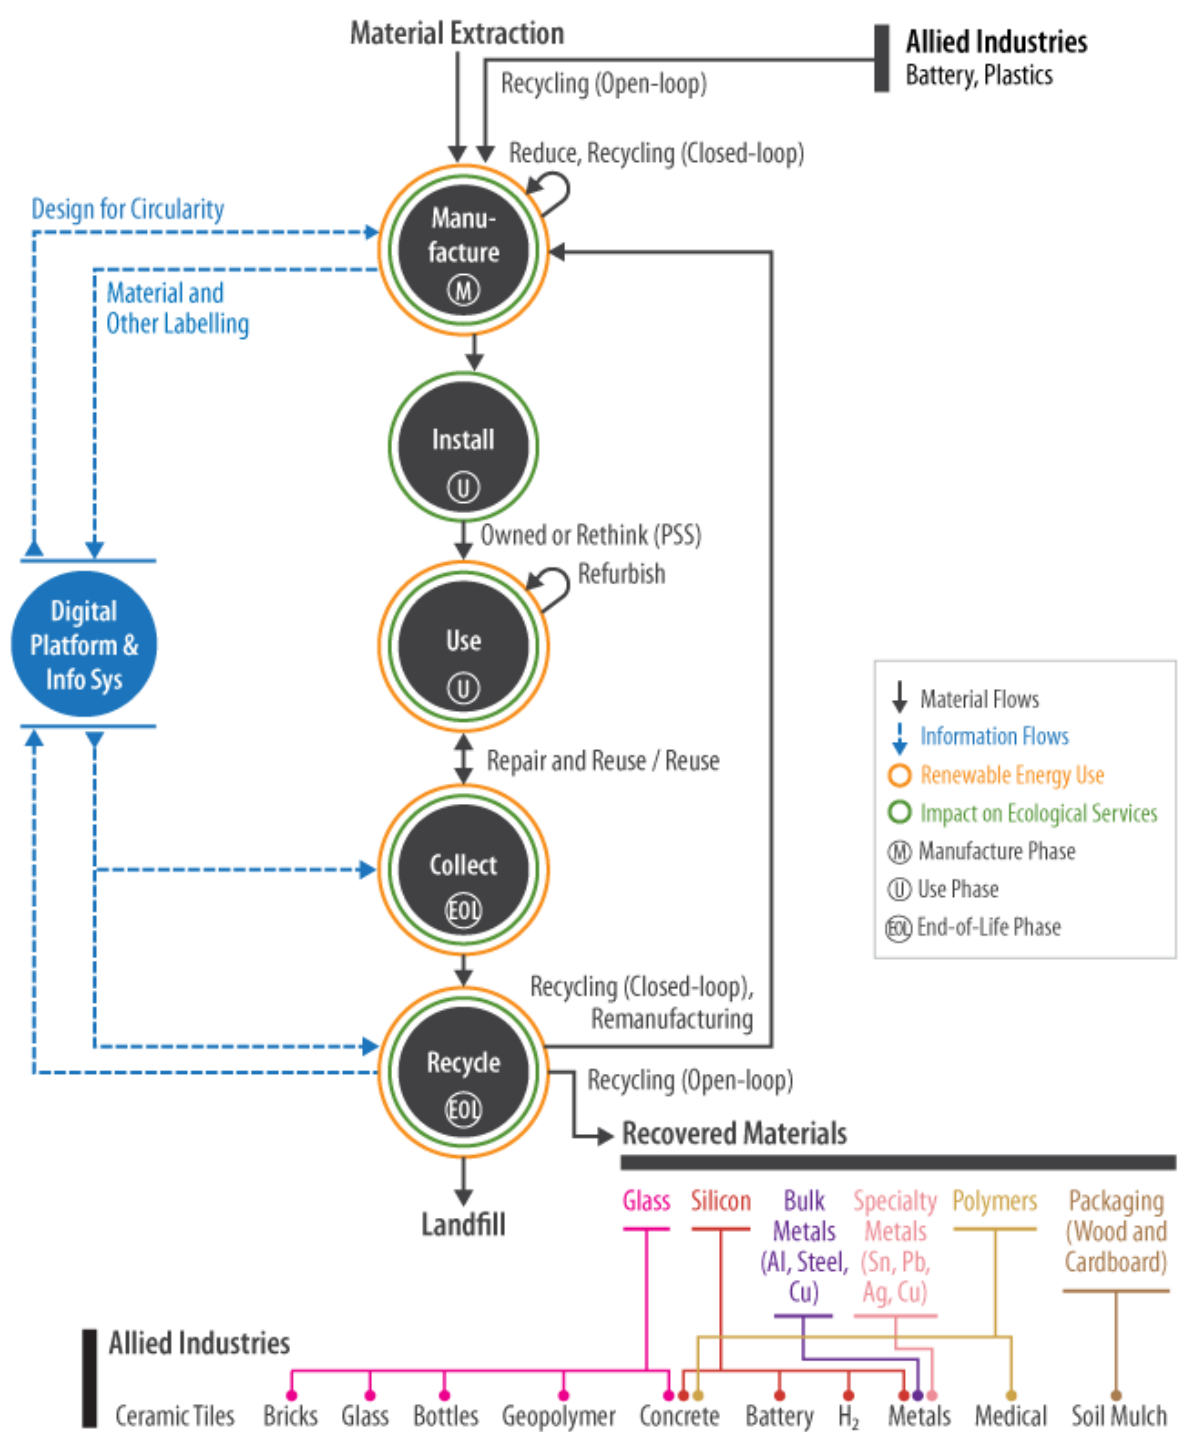 Material Extraction
Allied Industries
Battery, Plastics
Recycling (Open-loop)
Reduce, Recycling (Closed-loop)
Design for Circularity
Manu-
facture
M
Material and
Other Labelling
Install
U
Owned or Rethink (PSS)
Refurbish
Digital
Platform &
Info Sys
Use
U
Material Flows
Information Flows
Renewable Energy Use
Impact on Ecological Services
M Manufacture Phase
U Use Phase
EOL End-of-Life Phase
Repair and Reuse / Reuse
Collect
EOL
Recycling (Closed-loop),
Remanufacturing
Recycle
EOL
Recycling (Open-loop)
Recovered Materials
Landfill
Glass
Silicon
Bulk
Metals
(Al, Steel,
Cu)
Specialty
Metals
(Sn, Pb,
Ag, Cu)
Polymers
Packaging
(Wood and
Cardboard)
Allied Industries
Ceramic Tiles Bricks Glass Bottles Geopolymer Concrete Battery H₂ Metals Medical Soil Mulch